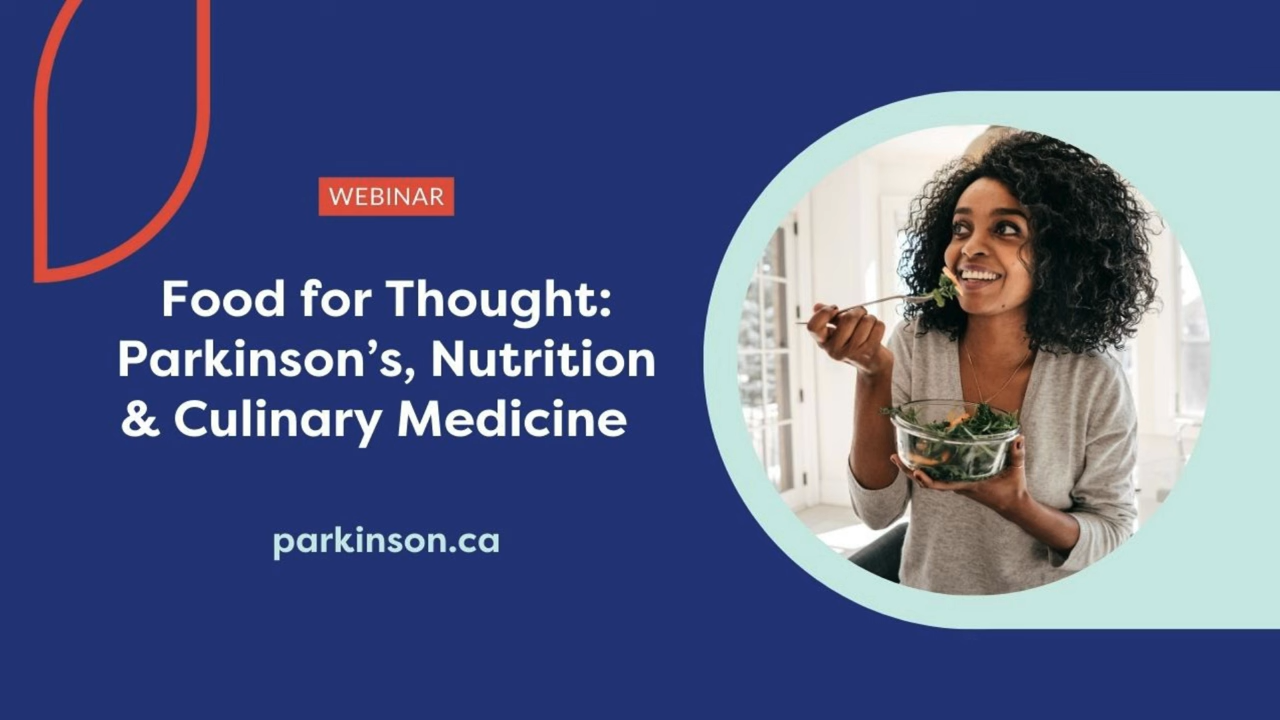 WEBINAR
Food for Thought:
Parkinson’s, Nutrition
& Culinary Medicine
parkinson.ca